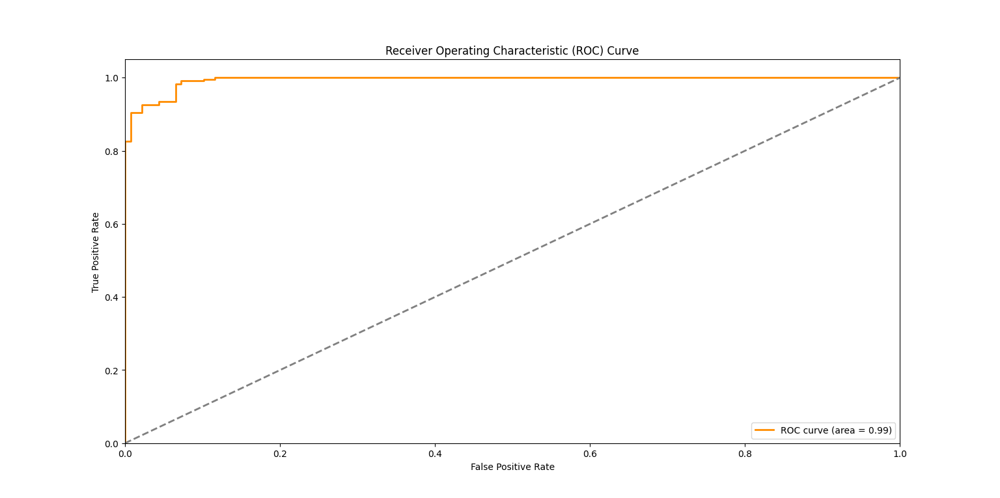 Receiver Operating Characteristic (ROC) Curve
1.0
0.8
0.6
0.4
0.2
0.0
True Positive Rate
ROC curve (area = 0.99)
0.0 0.2 0.4 0.6 0.8 1.0
False Positive Rate